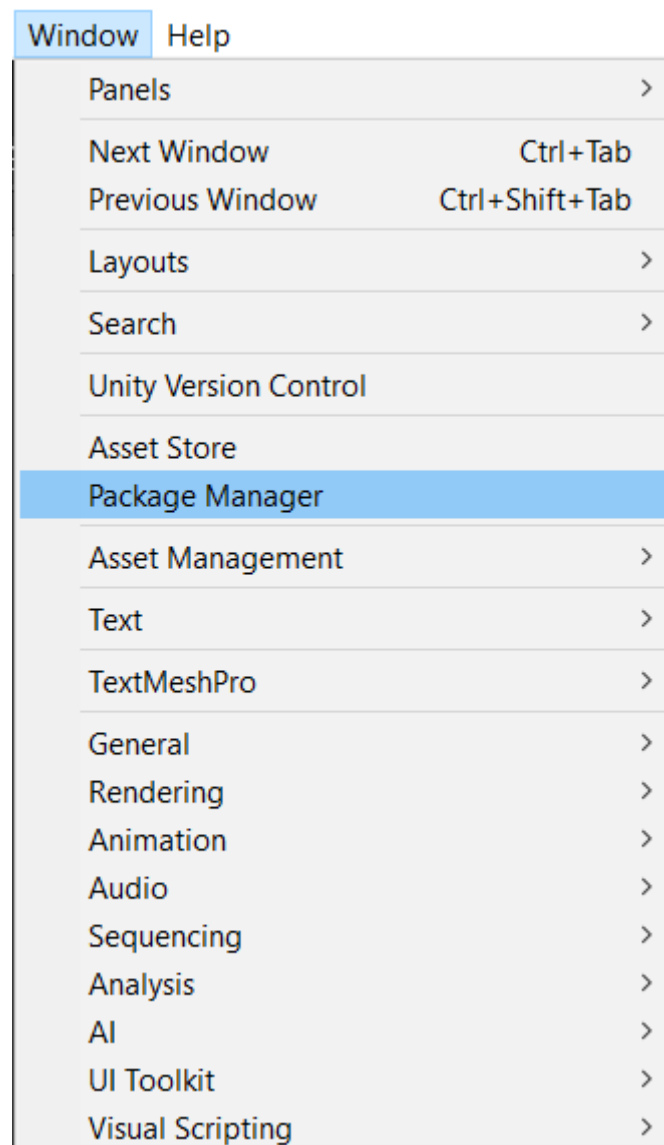 Window Help
Panels
Next Window Ctrl+Tab
Previous Window Ctrl+Shift+Tab
Layouts
Search
Unity Version Control
Asset Store
Package Manager
Asset Management
Text
TextMeshPro
General
Rendering
Animation
Audio
Sequencing
Analysis
AI
UI Toolkit
Visual Scripting